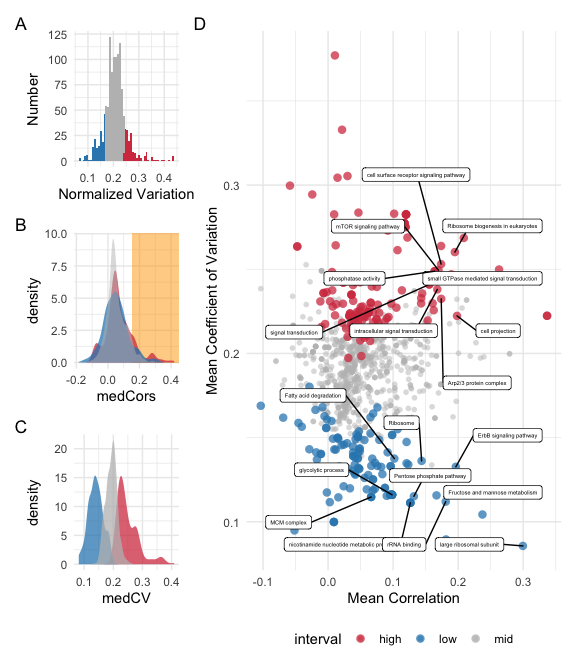 A
D
125
100
75
50
25
0
Number
0.1 0.2 0.3 0.4
Normalized Variation
B
10.0
7.5
5.0
2.5
0.0
density
-0.2 0.0 0.2 0.4
medCors
C
20
15
10
5
0
density
0.1 0.2 0.3 0.4
medCV
Mean Coefficient of Variation
0.3
0.2
0.1
cell surface receptor signaling pathway
mTOR signaling pathway
Ribosome biogenesis in eukaryotes
phosphatase activity
small GTPase mediated signal transduction
signal transduction
intracellular signal transduction
cell projection
Arp2/3 protein complex
Fatty acid degradation
Ribosome
ErbB signaling pathway
glycolytic process
Pentose phosphate pathway
Fructose and mannose metabolism
MCM complex
nicotinamide nucleotide metabolic
rRNA binding
large ribosomal subunit
-0.1 0.0 0.1 0.2 0.3
Mean Correlation
interval high low mid